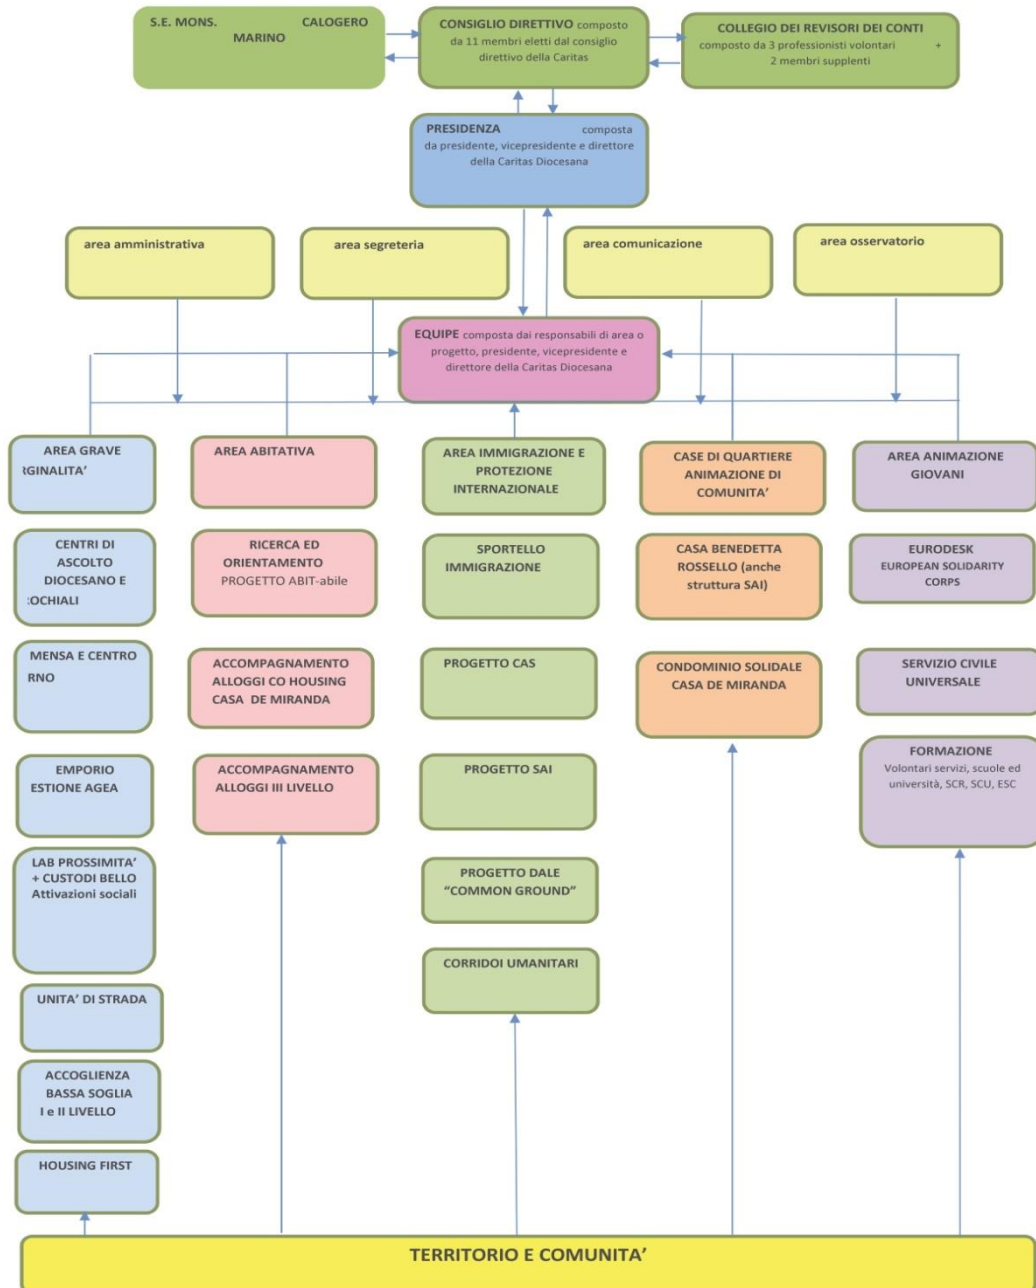 S.E. MONS. CALOGERO
MARINO
CONSIGLIO DIRETTIVO composto
da 11 membri eletti dal consiglio
direttivo della Caritas
COLLEGIO DEI REVISORI DEI CONTI
composto da 3 professionisti volontari +
2 membri supplenti
PRESIDENZA composta
da presidente, vicepresidente e direttore
della Caritas Diocesana
area amministrativa
area segreteria
area comunicazione
area osservatorio
EQUIPE composta dai responsabili di area o
progetto, presidente, vicepresidente e
direttore della Caritas Diocesana
AREA GRAVE
RGINALITA'
CENTRI DI
ASCOLTO
DIOCESANO E
ROCHIALI
MENSA E CENTRO
RNO
EMPORIO
ESTIONE AGEA
LAB PROSSIMITA'
+ CUSTODI BELLO
Attivazioni sociali
UNITA' DI STRADA
ACCOGLIENZA
BASSA SOGLIA
I e II LIVELLO
HOUSING FIRST
AREA ABITATIVA
RICERCA ED
ORIENTAMENTO
PROGETTO ABIT-abile
ACCOMPAGNAMENTO
ALLOGGI CO HOUSING
CASA DE MIRANDA
ACCOMPAGNAMENTO
ALLOGGI III LIVELLO
AREA IMMIGRAZIONE E
PROTEZIONE
INTERNAZIONALE
SPORTELLO
IMMIGRAZIONE
PROGETTO CAS
PROGETTO SAI
PROGETTO DALE
“COMMON GROUND”
CORRIDOI UMANITARI
CASE DI QUARTIERE
ANIMAZIONE DI
COMUNITA'
CASA BENEDETTA
ROSSELLO (anche
struttura SAI)
CONDOMINIO SOLIDALE
CASA DE MIRANDA
AREA ANIMAZIONE
GIOVANI
EURODESK
EUROPEAN SOLIDARITY
CORPS
SERVIZIO CIVILE
UNIVERSALE
FORMAZIONE
Volontari servizi, scuole ed
università, SCR, SCU, ESC
TERRITORIO E COMUNITA'